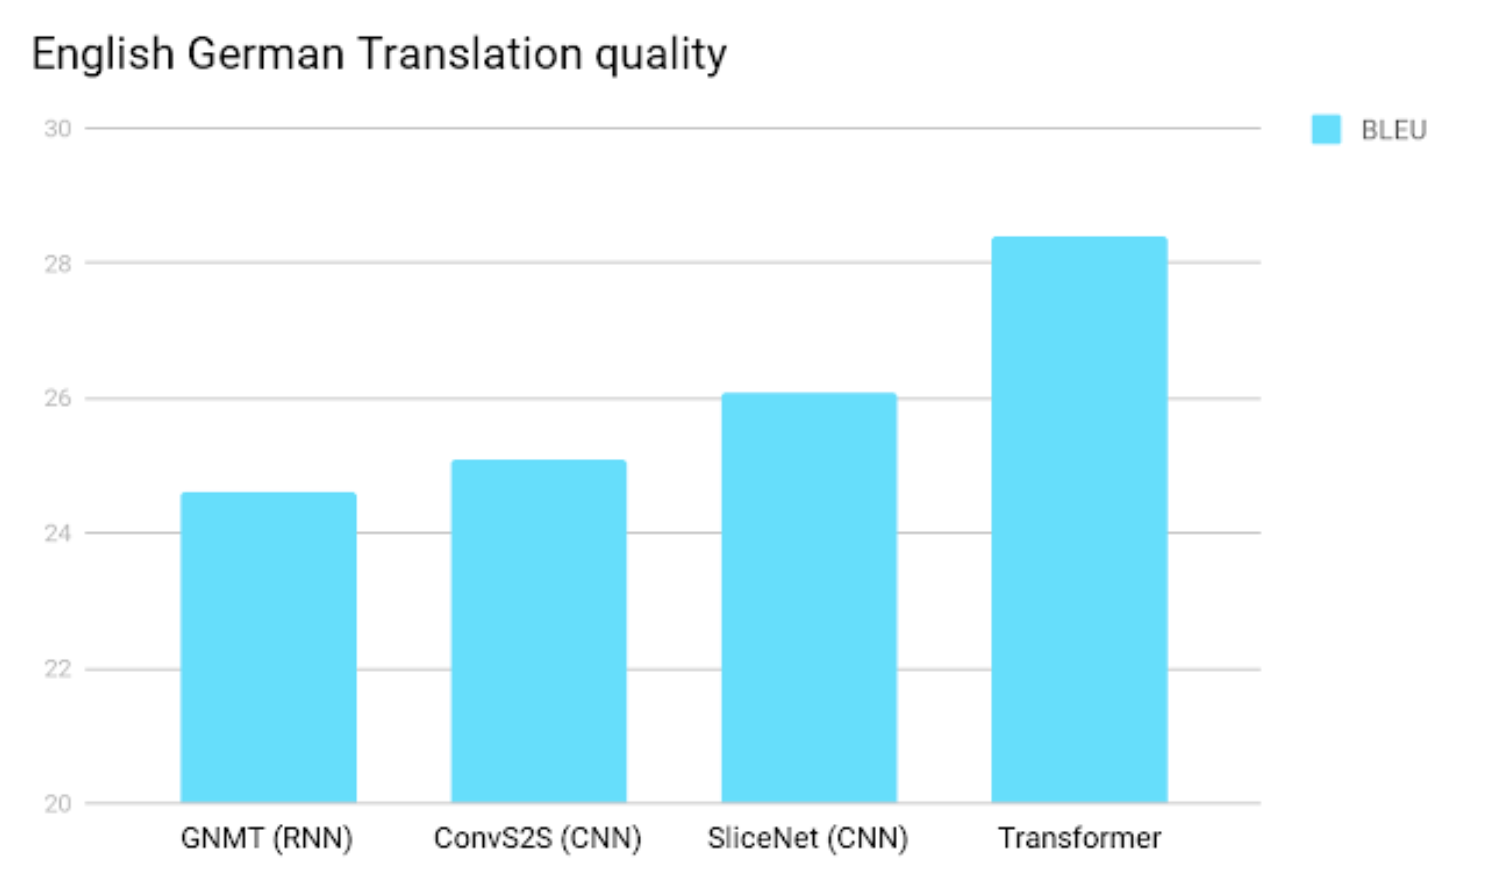 English German Translation quality
30
BLEU
28
26
24
22
20
GNMT (RNN)
ConvS2S (CNN)
SliceNet (CNN)
Transformer